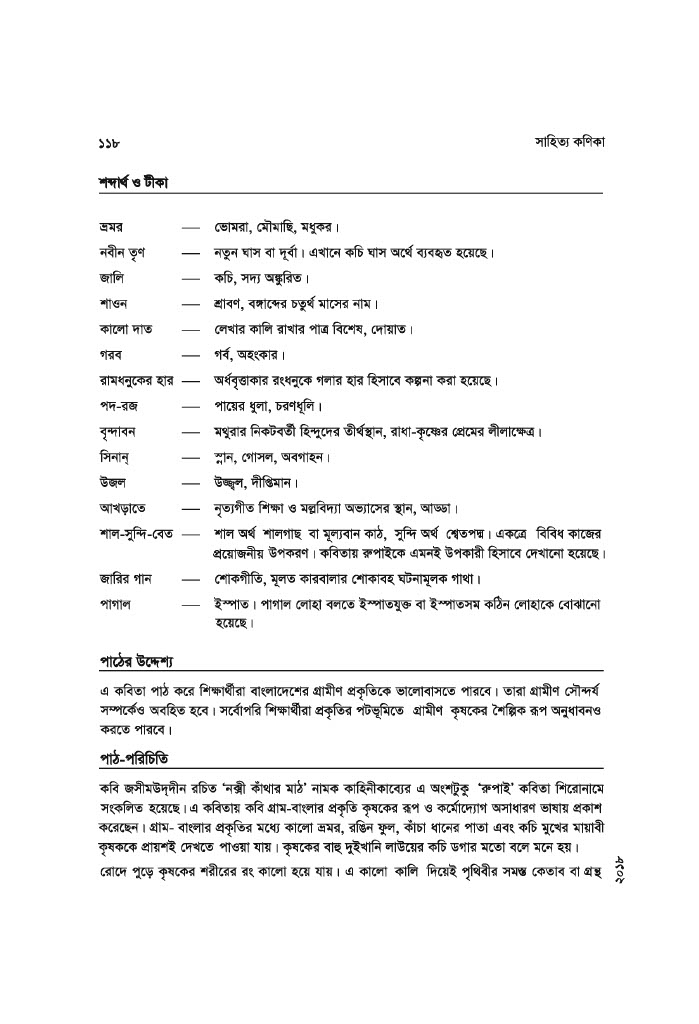 ১১৮ সাহিত্য কণিকা
শব্দার্থ ও টীকা
ভ্রমর — ভোমরা, মৌমাছি, মধুকর।
নবীন তৃণ — নতুন ঘাস বা দূর্বা। এখানে কচি ঘাস অর্থে ব্যবহৃত হয়েছে।
জালি — কচি, সদ্য অঙ্কুরিত।
শাওন — শ্রাবণ, বঙ্গাব্দের চতুর্থ মাসের নাম।
কালো দাত — লেখার কালি রাখার পাত্র বিশেষ, দোয়াত।
গরব — গর্ব, অহংকার।
রামধনুকের হার — অর্ধবৃত্তাকার রংধনুকে গলার হার হিসাবে কল্পনা করা হয়েছে।
পদ-রজ — পায়ের ধুলা, চরণধূলি।
বৃন্দাবন — মথুরার নিকটবর্তী হিন্দুদের তীর্থস্থান, রাধা-কৃষ্ণের প্রেমের লীলাক্ষেত্র।
সিনান্ — স্নান, গোসল, অবগাহন।
উজল — উজ্জ্বল, দীপ্তিমান।
আখড়াতে — নৃত্যগীত শিক্ষা ও মল্লবিদ্যা অভ্যাসের স্থান, আড্ডা।
শাল-সুন্দি-বেত — শাল অর্থ শালগাছ বা মূল্যবান কাঠ, সুন্দি অর্থ শ্বেতপদ্ম। একত্রে বিবিধ কাজের
প্রয়োজনীয় উপকরণ। কবিতায় রুপাইকে এমনই উপকারী হিসাবে দেখানো হয়েছে।
জারির গান — শোকগীতি, মূলত কারবালার শোকাবহ ঘটনামূলক গাথা।
পাগাল — ইস্পাত। পাগাল লোহা বলতে ইস্পাতযুক্ত বা ইস্পাতসম কঠিন লোহাকে বোঝানো
হয়েছে।
পাঠের উদ্দেশ্য
এ কবিতা পাঠ করে শিক্ষার্থীরা বাংলাদেশের গ্রামীণ প্রকৃতিকে ভালোবাসতে পারবে। তারা গ্রামীণ সৌন্দর্য
সম্পর্কেও অবহিত হবে। সর্বোপরি শিক্ষার্থীরা প্রকৃতির পটভূমিতে গ্রামীণ কৃষকের শৈল্পিক রূপ অনুধাবনও
করতে পারবে।
পাঠ-পরিচিতি
কবি জসীমউদ্‌দীন রচিত ‘নক্সী কাঁথার মাঠ’ নামক কাহিনীকাব্যের এ অংশটুকু ‘রুপাই’ কবিতা শিরোনামে
সংকলিত হয়েছে। এ কবিতায় কবি গ্রাম-বাংলার প্রকৃতি কৃষকের রূপ ও কর্মোদ্যোগ অসাধারণ ভাষায় প্রকাশ
করেছেন। গ্রাম- বাংলার প্রকৃতির মধ্যে কালো ভ্রমর, রঙিন ফুল, কাঁচা ধানের পাতা এবং কচি মুখের মায়াবী
কৃষককে প্রায়শই দেখতে পাওয়া যায়। কৃষকের বাহু দুইখানি লাউয়ের কচি ডগার মতো বলে মনে হয়।
রোদে পুড়ে কৃষকের শরীরের রং কালো হয়ে যায়। এ কালো কালি দিয়েই পৃথিবীর সমস্ত কেতাব বা গ্রন্থ
২০১৮